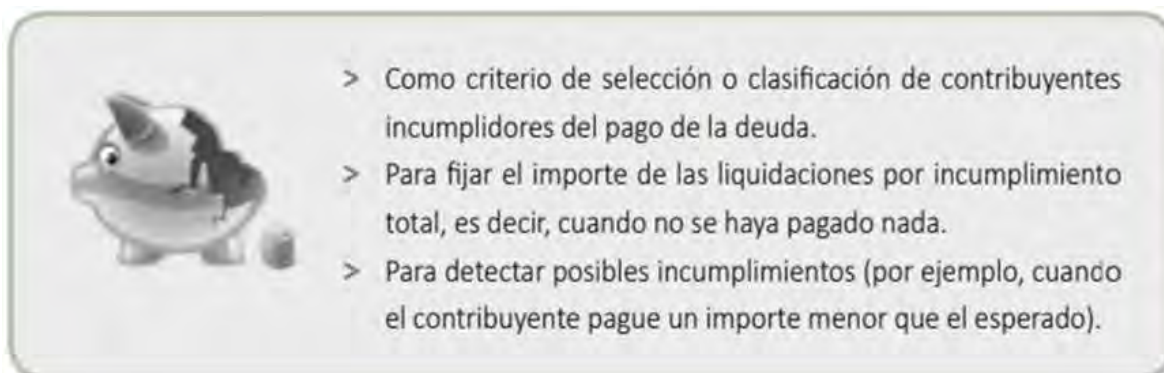 > Como criterio de selección o clasificación de contribuyentes
incumplidores del pago de la deuda.
> Para fijar el importe de las liquidaciones por incumplimiento
total, es decir, cuando no se haya pagado nada.
> Para detectar posibles incumplimientos (por ejemplo, cuando
el contribuyente pague un importe menor que el esperado).